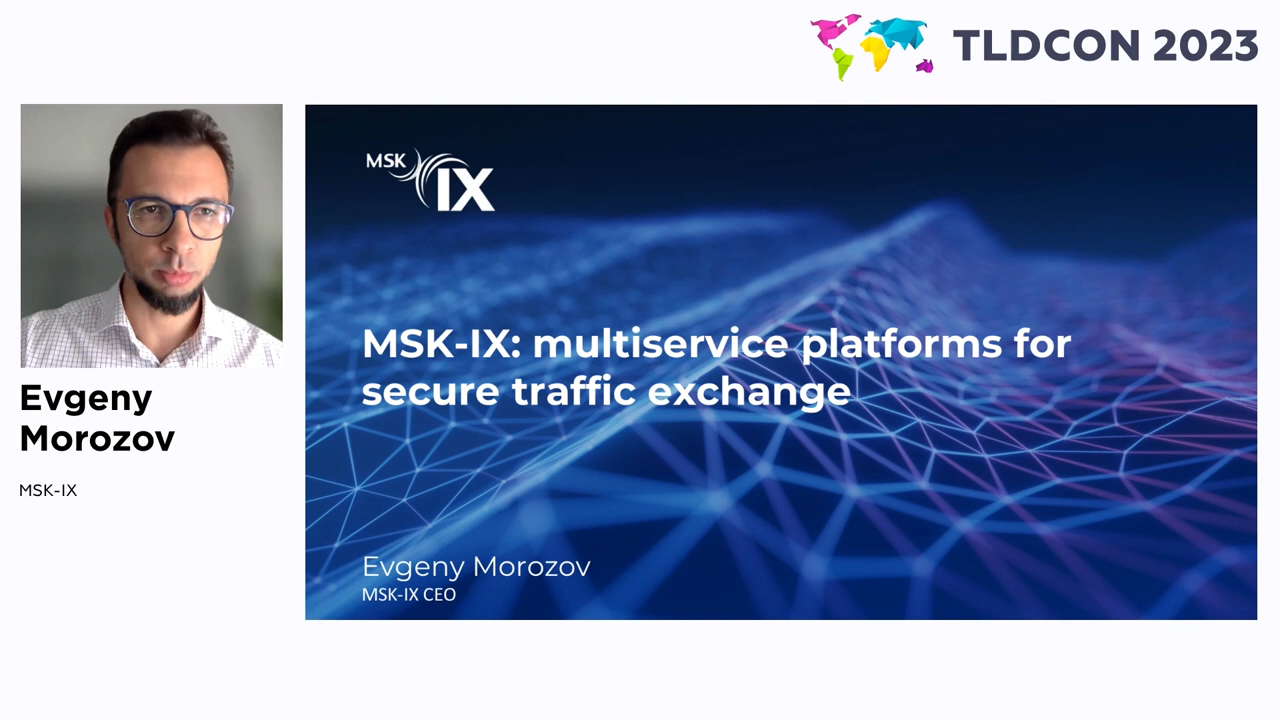 TLDCON 2023
MSK
IX
MSK-IX: multiservice platforms for
secure traffic exchange
Evgeny Morozov
MSK-IX CEO
Evgeny
Morozov
MSK-IX